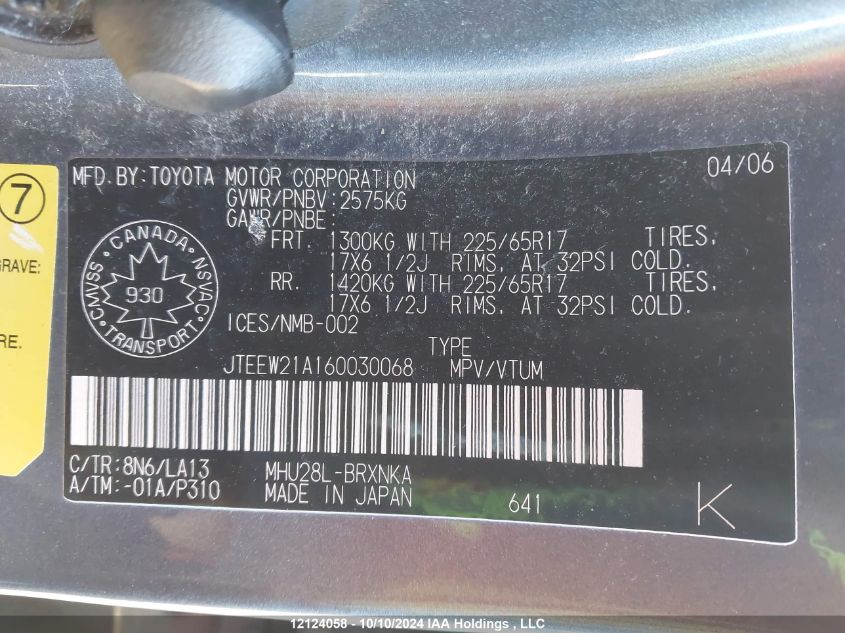 7
GRAVE:
RE.
MFD. BY: TOYOTA MOTOR CORPORATION 04/06
GVWR/PNBV: 2575KG
GAWR/PNBE:
FRT. 1300KG WITH 225/65R17 TIRES,
17X6 1/2J RIMS, AT 32PSI COLD.
RR. 1420KG WITH 225/65R17 TIRES,
17X6 1/2J RIMS, AT 32PSI COLD.
CANADA
CMVSS NSVAC
930
TRANSPORT
ICES/NMB-002
TYPE
JTEEW21A160030068 MPV/VTUM
C/TR: 8N6/LA13 MHU28L-BRXNKA
A/TM: -01A/P310 MADE IN JAPAN 641 K
12124058 - 10/10/2024 IAA Holdings , LLC